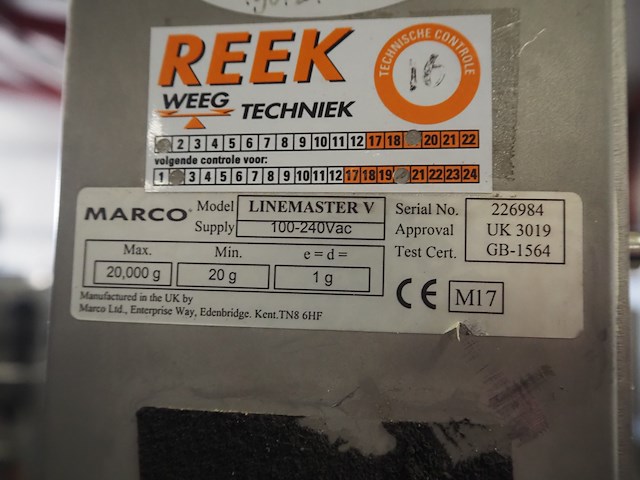 REEK
WEEG TECHNIEK
TECHNISCHE CONTROLE
2 3 4 5 6 7 8 9 10 11 12 17 18 20 21 22
volgende controle voor:
1 3 4 5 6 7 8 9 10 11 12 17 18 19 21 22 23 24
MARCO® Model LINEMASTER V Serial No. 226984
Supply 100-240Vac Approval UK 3019
Test Cert. GB-1564
Max. Min. e = d =
20,000 g 20 g 1 g
CE M17
Manufactured in the UK by
Marco Ltd., Enterprise Way, Edenbridge. Kent.TN8 6HF